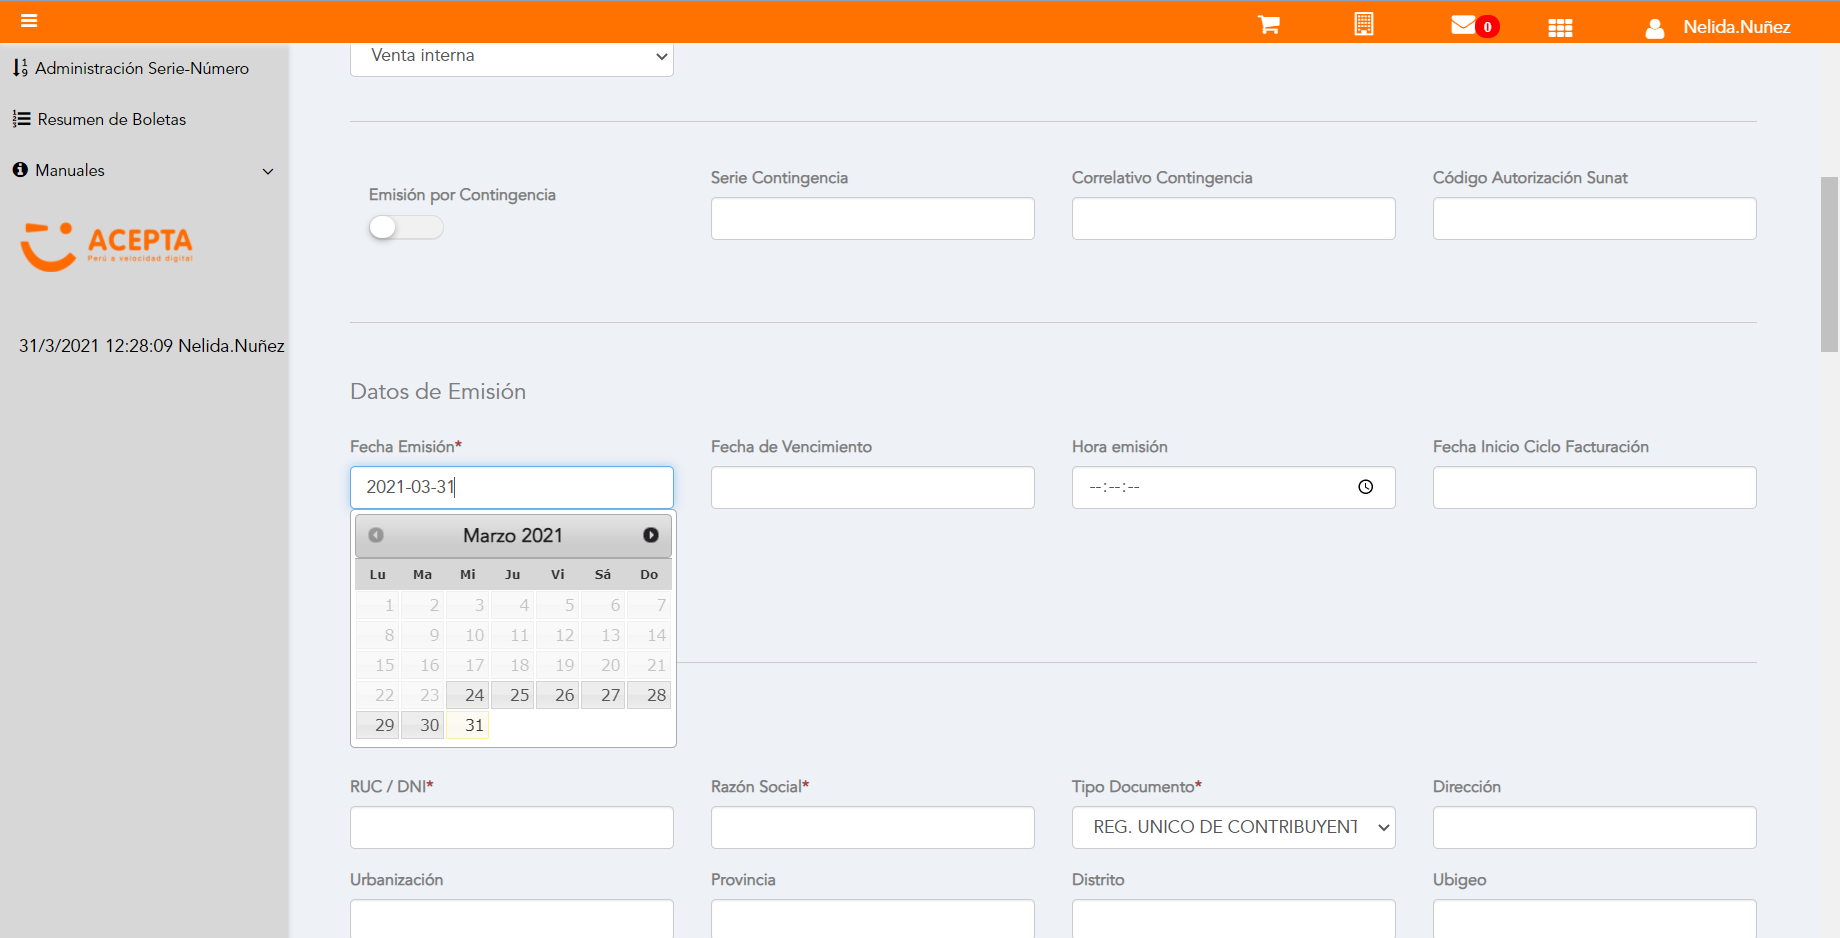 0
Nelida.Nuñez
Administración Serie-Número
Resumen de Boletas
Manuales
ACEPTA
Perú a velocidad digital
31/3/2021 12:28:09 Nelida.Nuñez
Venta interna
Emisión por Contingencia
Serie Contingencia
Correlativo Contingencia
Código Autorización Sunat
Datos de Emisión
Fecha Emisión*
Fecha de Vencimiento
Hora emisión
Fecha Inicio Ciclo Facturación
2021-03-31
--:--:--
Marzo 2021
Lu Ma Mi Ju Vi Sá Do
1 2 3 4 5 6 7
8 9 10 11 12 13 14
15 16 17 18 19 20 21
22 23 24 25 26 27 28
29 30 31
RUC / DNI*
Razón Social*
Tipo Documento*
Dirección
REG. UNICO DE CONTRIBUYENT
Urbanización
Provincia
Distrito
Ubigeo